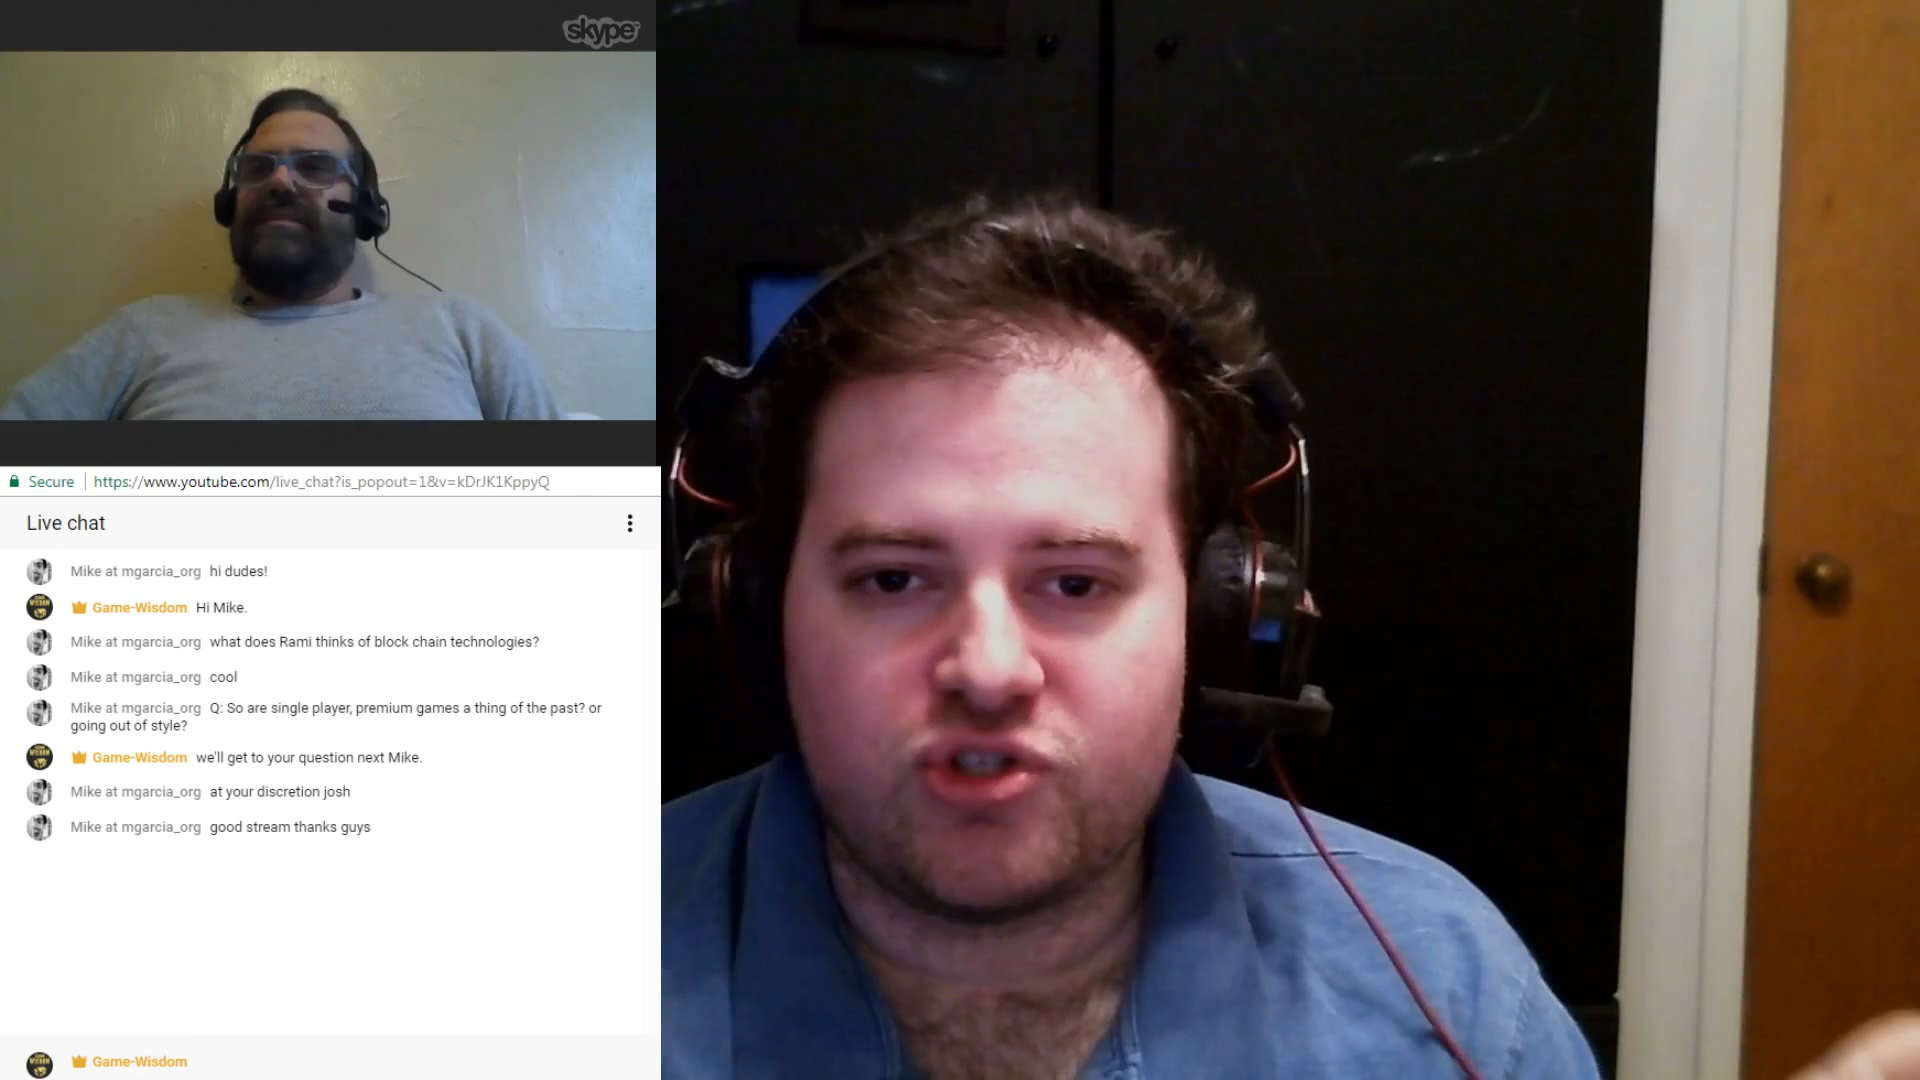 skype
Secure https://www.youtube.com/live_chat?is_popout=1&v=kDrJK1KppyQ
Live chat
Mike at mgarcia_org hi dudes!
Game-Wisdom Hi Mike.
Mike at mgarcia_org what does Rami thinks of block chain technologies?
Mike at mgarcia_org cool
Mike at mgarcia_org Q: So are single player, premium games a thing of the past? or
going out of style?
Game-Wisdom we'll get to your question next Mike.
Mike at mgarcia_org at your discretion josh
Mike at mgarcia_org good stream thanks guys
Game-Wisdom